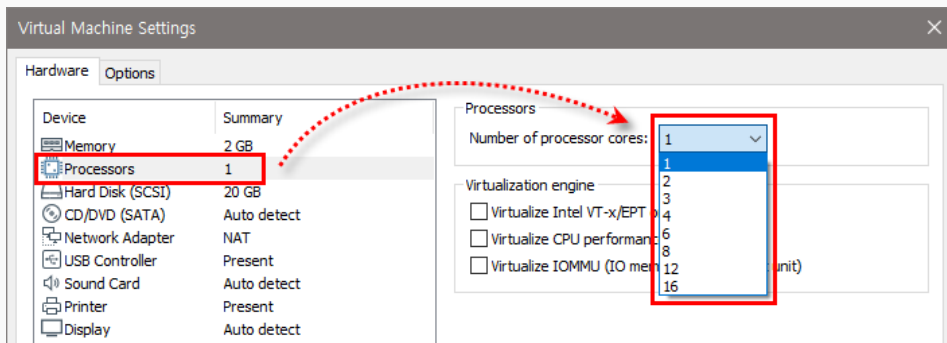 Virtual Machine Settings
Hardware Options
Device Summary
Memory 2 GB
Processors 1
Hard Disk (SCSI) 20 GB
CD/DVD (SATA) Auto detect
Network Adapter NAT
USB Controller Present
Sound Card Auto detect
Printer Present
Display Auto detect
Processors
Number of processor cores: 1
1
2
3
4
6
8
12
16
Virtualization engine
Virtualize Intel VT-x/EPT
Virtualize CPU
Virtualize IOMMU (IO unit)